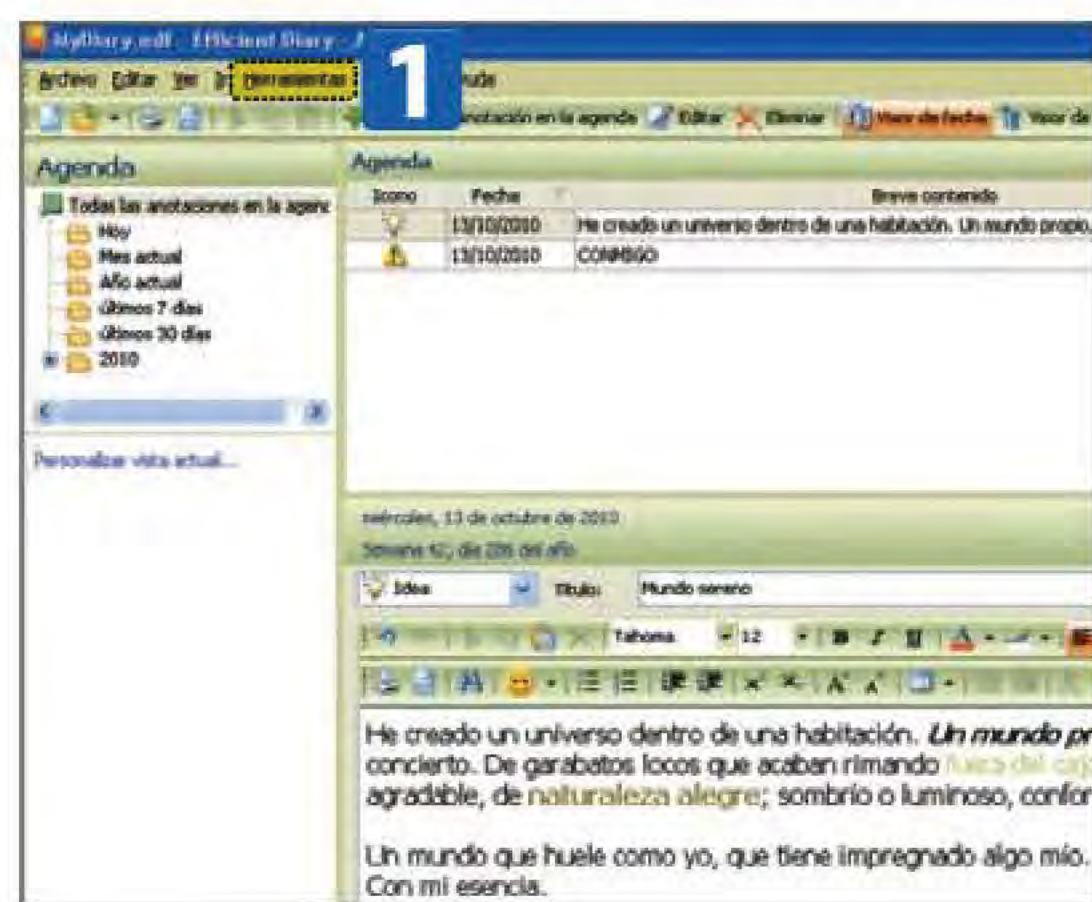 MyDiary.edf - Efficient Diary
1
Archivo Editar Ver Ir Herramientas
anotación en la agenda Editar Eliminar Visor de fecha Visor de
Agenda
Todas las anotaciones en la agen
Hoy
Mes actual
Año actual
últimos 7 días
últimos 30 días
2010
Personalizar vista actual...
Agenda
Icono Fecha Breve contenido
13/10/2010 He creado un universo dentro de una habitación. Un mundo propio,
13/10/2010 CONMIGO
miércoles, 13 de octubre de 2010
Semana 42, día 286 del año
Idea Título: Mundo sereno
Tahoma 12
He creado un universo dentro de una habitación. Un mundo pr
concierto. De garabatos locos que acaban rimando fuera del
agradable, de naturaleza alegre; sombrío o luminoso, confor
Un mundo que huele como yo, que tiene impregnado algo mío.
Con mi esencia.